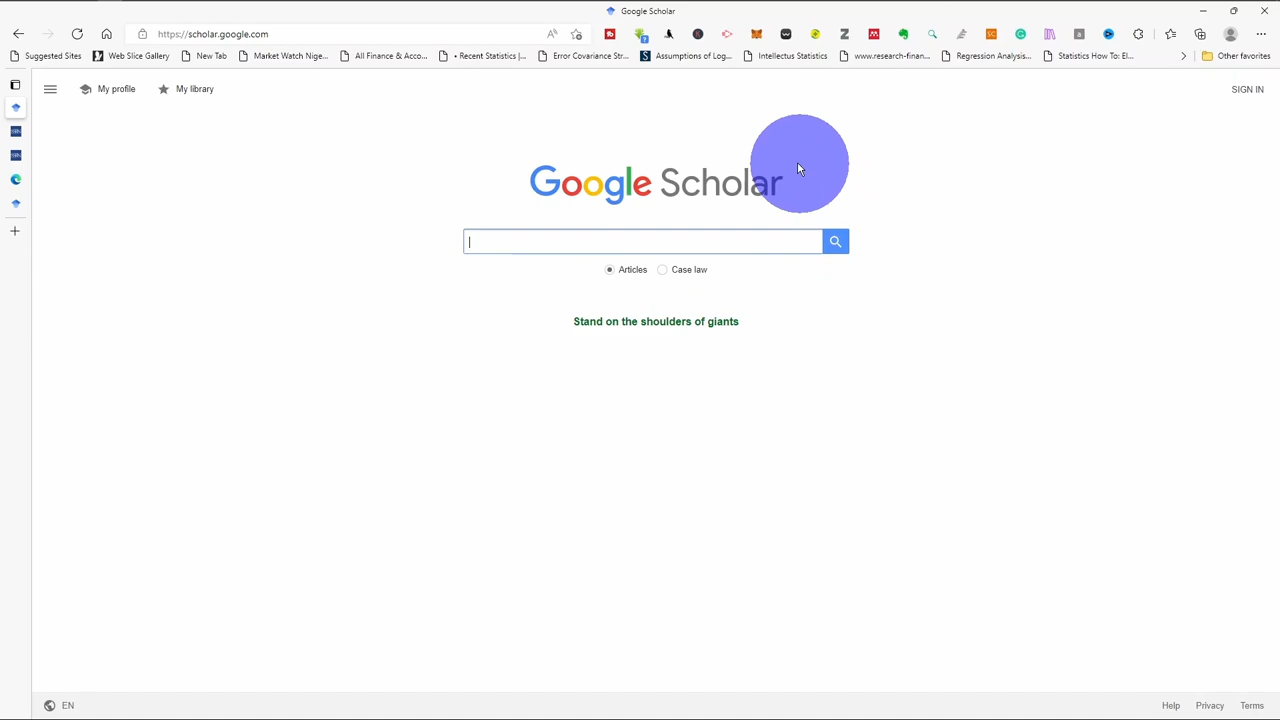 Google Scholar
https://scholar.google.com
Suggested Sites
Web Slice Gallery
New Tab
Market Watch Nige...
All Finance & Acco...
• Recent Statistics |...
Error Covariance Str...
Assumptions of Log...
Intellectus Statistics
www.research-finan...
Regression Analysis...
Statistics How To: El...
Other favorites
My profile
My library
SIGN IN
Google Scholar
Articles
Case law
Stand on the shoulders of giants
EN
Help
Privacy
Terms